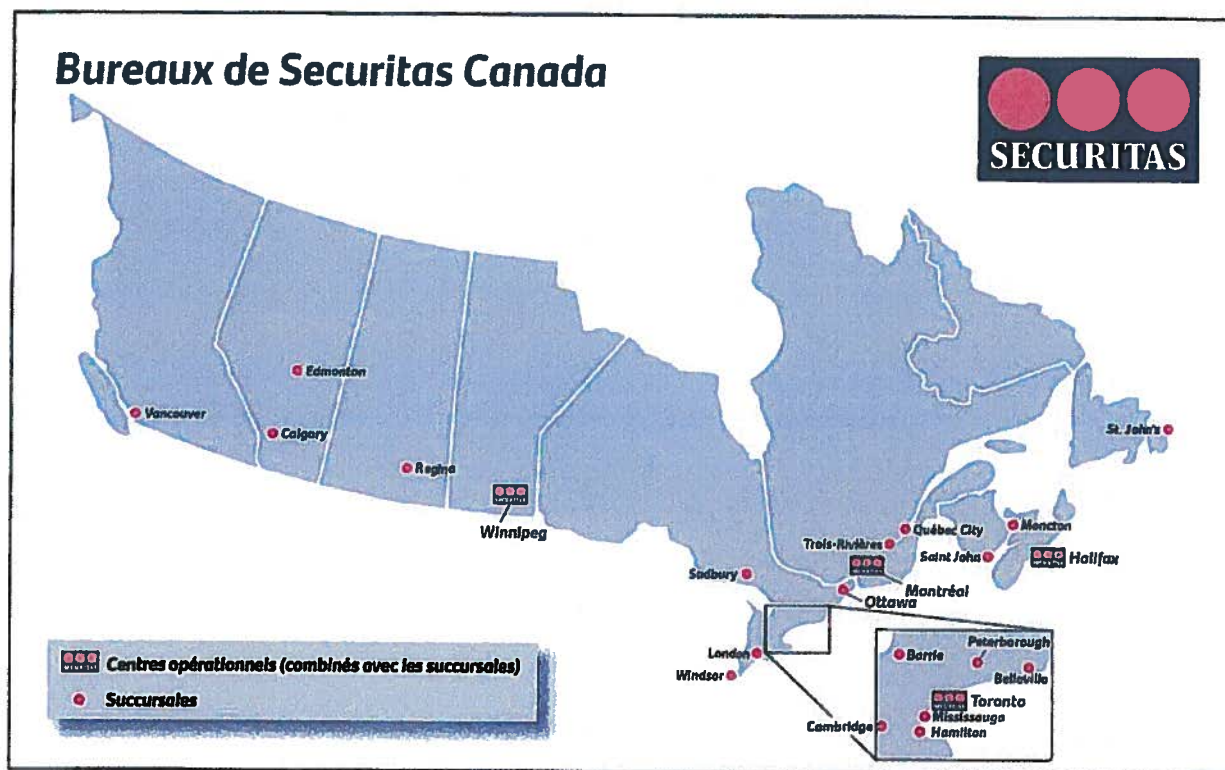 Bureaux de Securitas Canada
SECURITAS
Edmonton
Vancouver
Calgary
Regina
Winnipeg
St. John's
Québec City
Moncton
Trois-Rivières
Saint John
Halifax
Sudbury
Montréal
Ottawa
London
Windsor
Peterborough
Barrie
Belleville
Toronto
Mississauga
Cambridge
Hamilton
Centres opérationnels (combinés avec les succursales)
Succursales